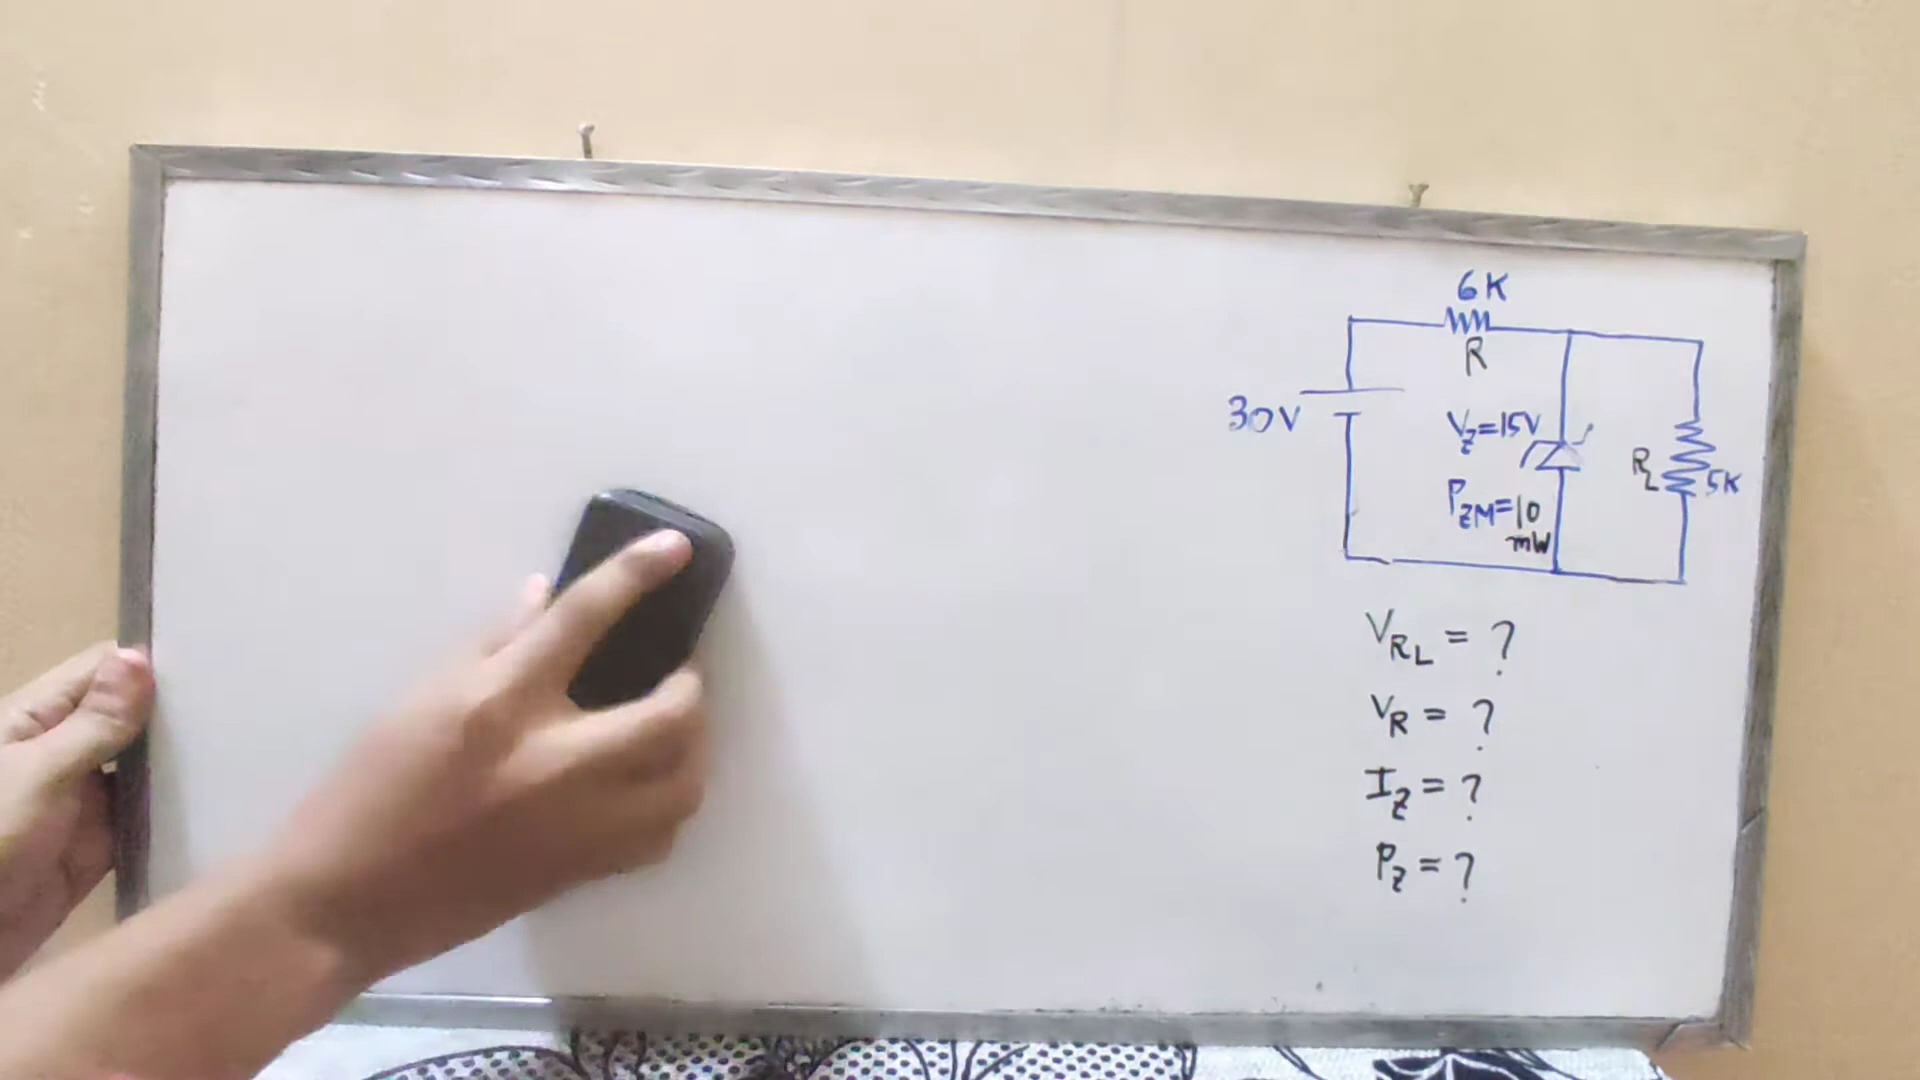 6K
R
30V
VZ=15V
RL
5K
PZM=10
mW
VRL = ?
VR = ?
IZ = ?
PZ = ?